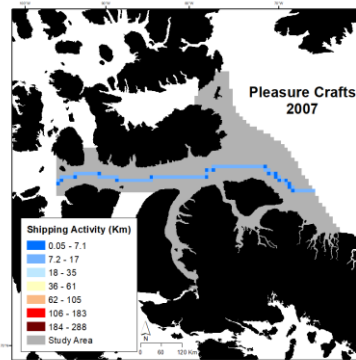 Pleasure Crafts
2007
Shipping Activity (Km)
0.05 - 7.1
7.2 - 17
18 - 35
36 - 61
62 - 105
106 - 183
184 - 288
Study Area
N
60
120 Km